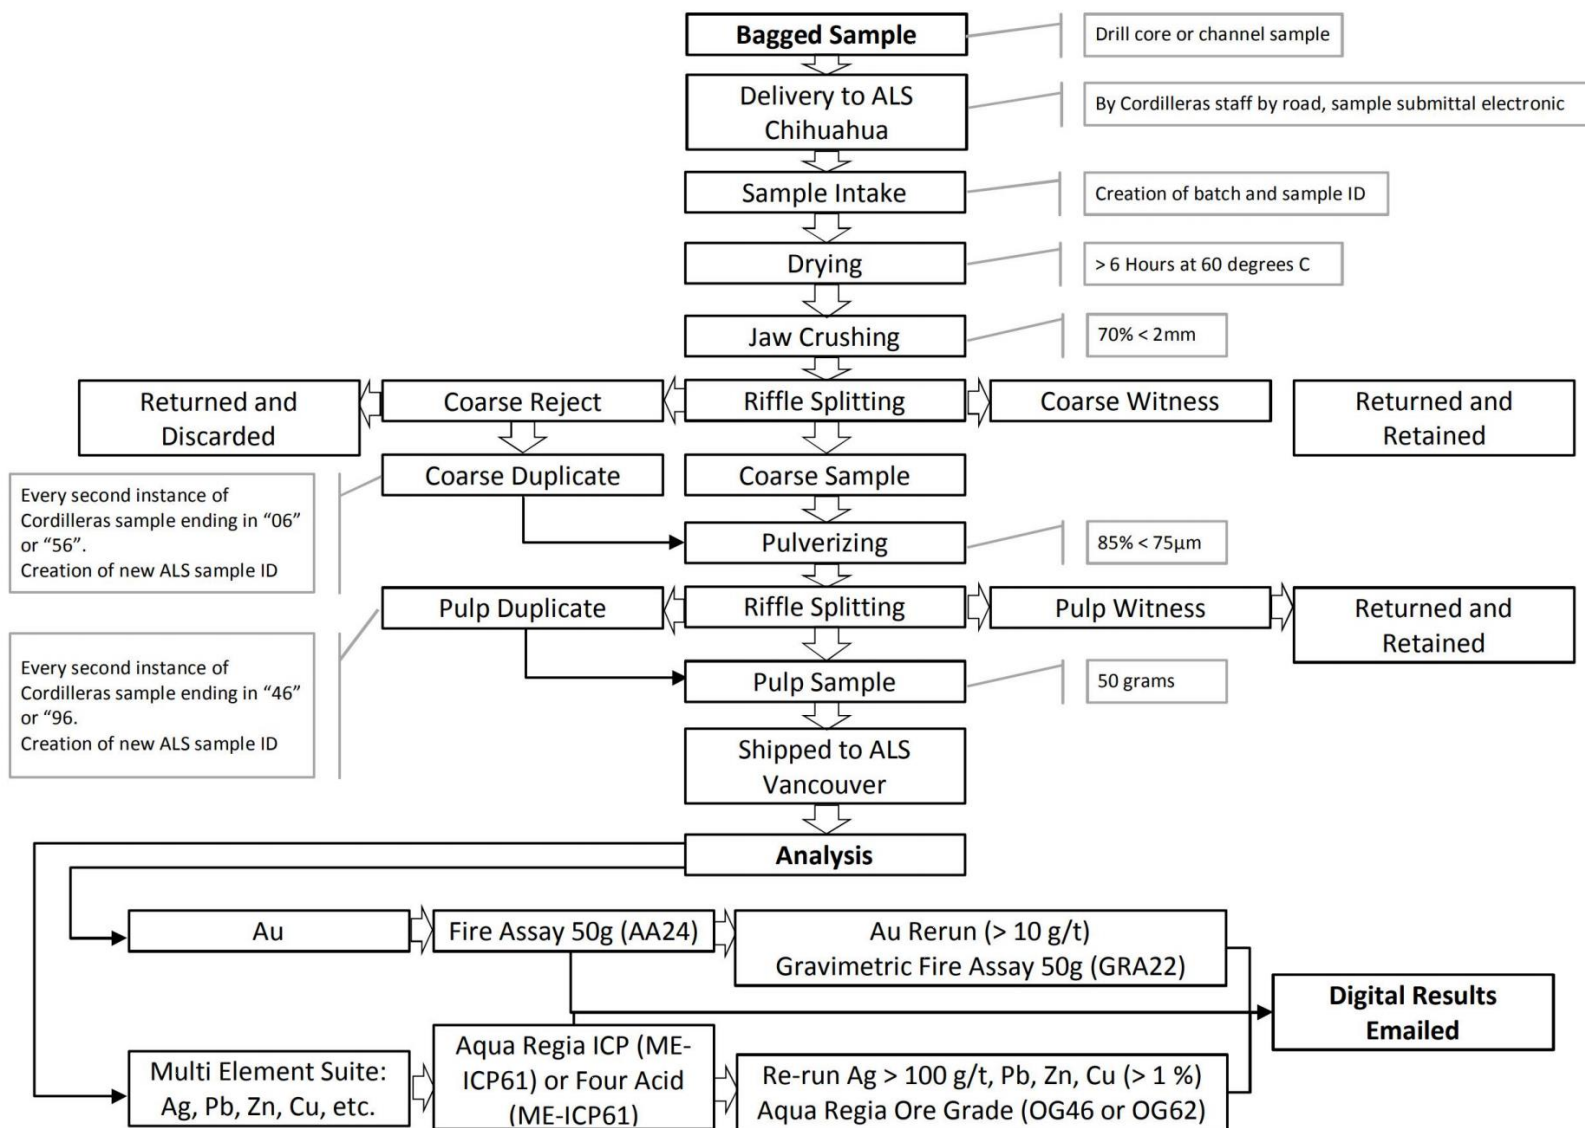 Bagged Sample
Drill core or channel sample
Delivery to ALS
Chihuahua
By Cordilleras staff by road, sample submittal electronic
Sample Intake
Creation of batch and sample ID
Drying
> 6 Hours at 60 degrees C
Jaw Crushing
70% < 2mm
Returned and
Discarded
Coarse Reject
Riffle Splitting
Coarse Witness
Returned and
Retained
Every second instance of
Cordilleras sample ending in “06”
or “56”.
Creation of new ALS sample ID
Coarse Duplicate
Coarse Sample
Pulverizing
85% < 75µm
Pulp Duplicate
Riffle Splitting
Pulp Witness
Returned and
Retained
Every second instance of
Cordilleras sample ending in “46”
or “96.
Creation of new ALS sample ID
Pulp Sample
50 grams
Shipped to ALS
Vancouver
Analysis
Au
Fire Assay 50g (AA24)
Au Rerun (> 10 g/t)
Gravimetric Fire Assay 50g (GRA22)
Digital Results
Emailed
Multi Element Suite:
Ag, Pb, Zn, Cu, etc.
Aqua Regia ICP (ME-
ICP61) or Four Acid
(ME-ICP61)
Re-run Ag > 100 g/t, Pb, Zn, Cu (> 1 %)
Aqua Regia Ore Grade (OG46 or OG62)